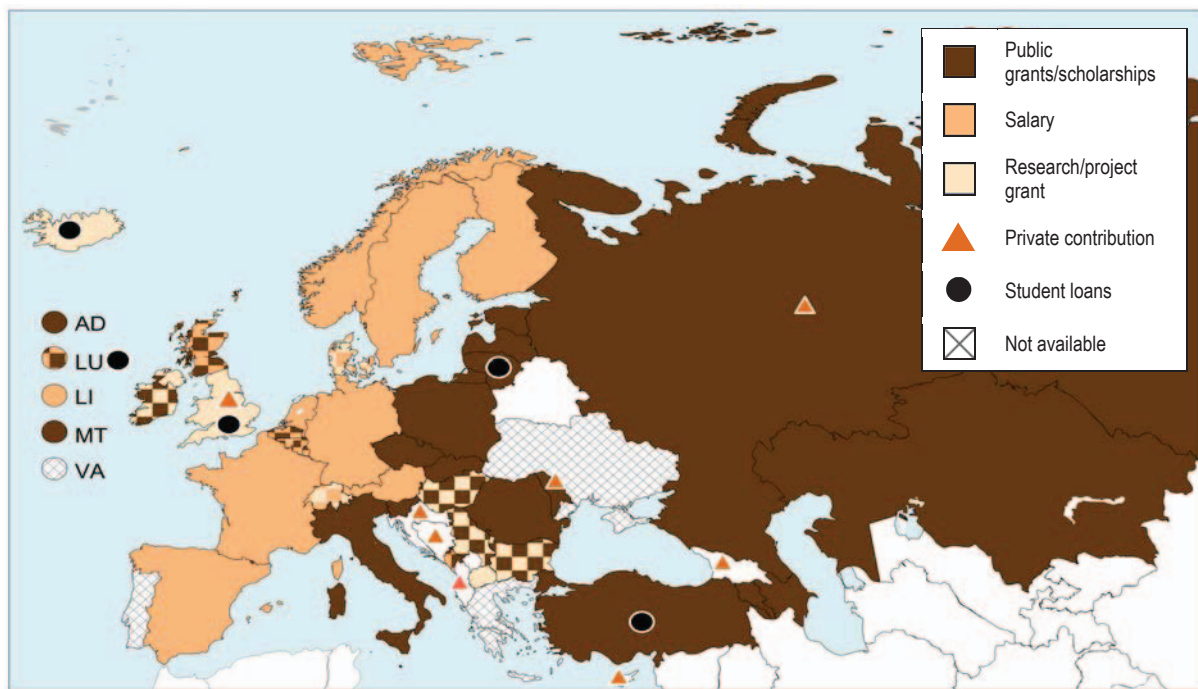 Public
grants/scholarships
Salary
Research/project
grant
Private contribution
Student loans
Not available
AD
LU
LI
MT
VA